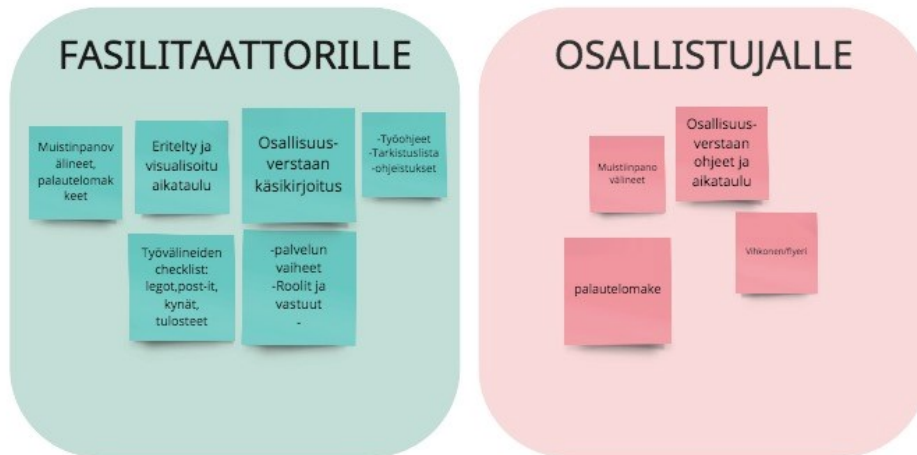 FASILITAATTORILLE
Muistinpanov
älineet,
palautelomak
keet
Eritelty ja
visualisoitu
aikataulu
Osallisuus-
verstaan
käsikirjoitus
-Työohjeet
-Tarkistuslista
-ohjeistukset
Työvälineiden
checklist:
legot,post-it,
kynät,
tulosteet
-palvelun
vaiheet
-Roolit ja
vastuut
-
OSALLISTUJALLE
Muistiinpano
välineet
Osallisuus-
verstaan
ohjeet ja
aikataulu
Vihkonen/flyeri
palautelomake